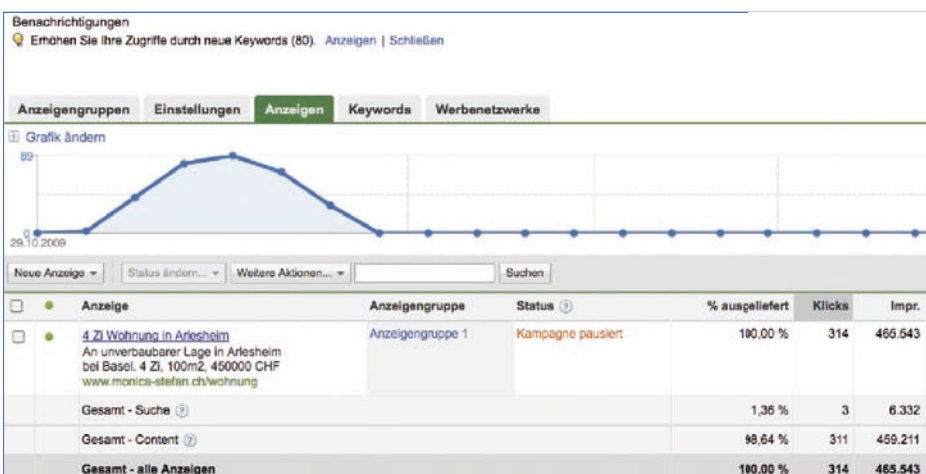 Benachrichtigungen
Erhöhen Sie Ihre Zugriffe durch neue Keywords (80). Anzeigen | Schließen
Anzeigengruppen Einstellungen Anzeigen Keywords Werbenetzwerke
Grafik ändern
89
0
29.10.2009
Neue Anzeige Status ändern... Weitere Aktionen... Suchen
Anzeige Anzeigengruppe Status ? % ausgeliefert Klicks Impr.
4 Zi Wohnung in Arlesheim Anzeigengruppe 1 Kampagne pausiert 100,00 % 314 465.543
An unverbaubarer Lage in Arlesheim
bei Basel. 4 Zi, 100m2, 450000 CHF
www.monica-stefan.ch/wohnung
Gesamt - Suche ? 1,36 % 3 6.332
Gesamt - Content ? 98,64 % 311 459.211
Gesamt - alle Anzeigen 100,00 % 314 465.543